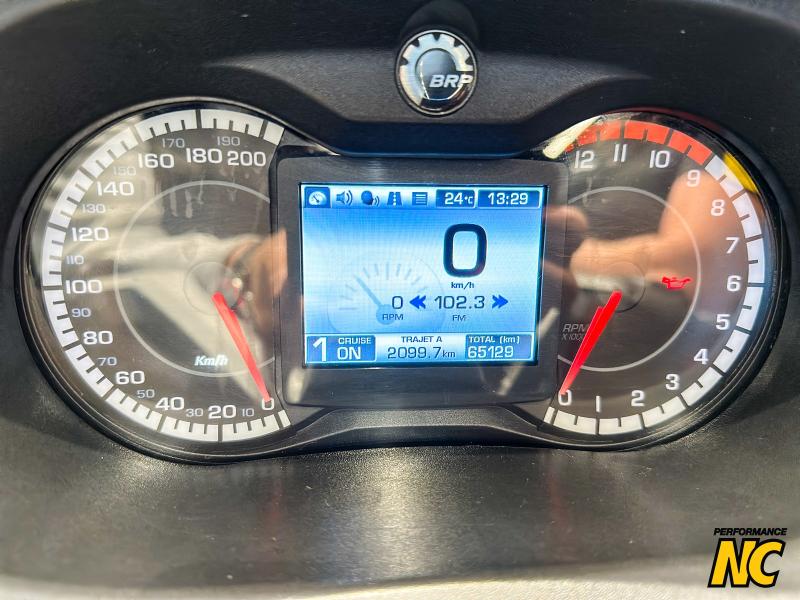 BRP
170 190
160 180 200
150
140
130
120
110
100
90
80
70
60
50
40
30
20
10
0
Km/h
24°C 13:29
0
km/h
0 102.3
RPM FM
1 CRUISE ON
TRAJET A
2099.7 km
TOTAL (km)
65129
12 11 10
9
8
7
6
5
4
3
2
1
0
RPM
X 1000
PERFORMANCE
NC